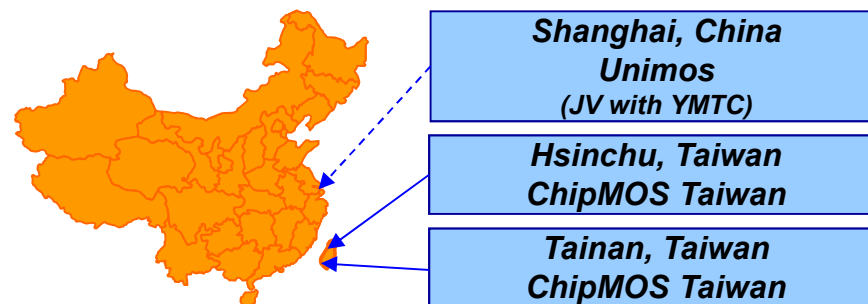 Shanghai, China
Unimos
(JV with YMTC)
Hsinchu, Taiwan
ChipMOS Taiwan
Tainan, Taiwan
ChipMOS Taiwan